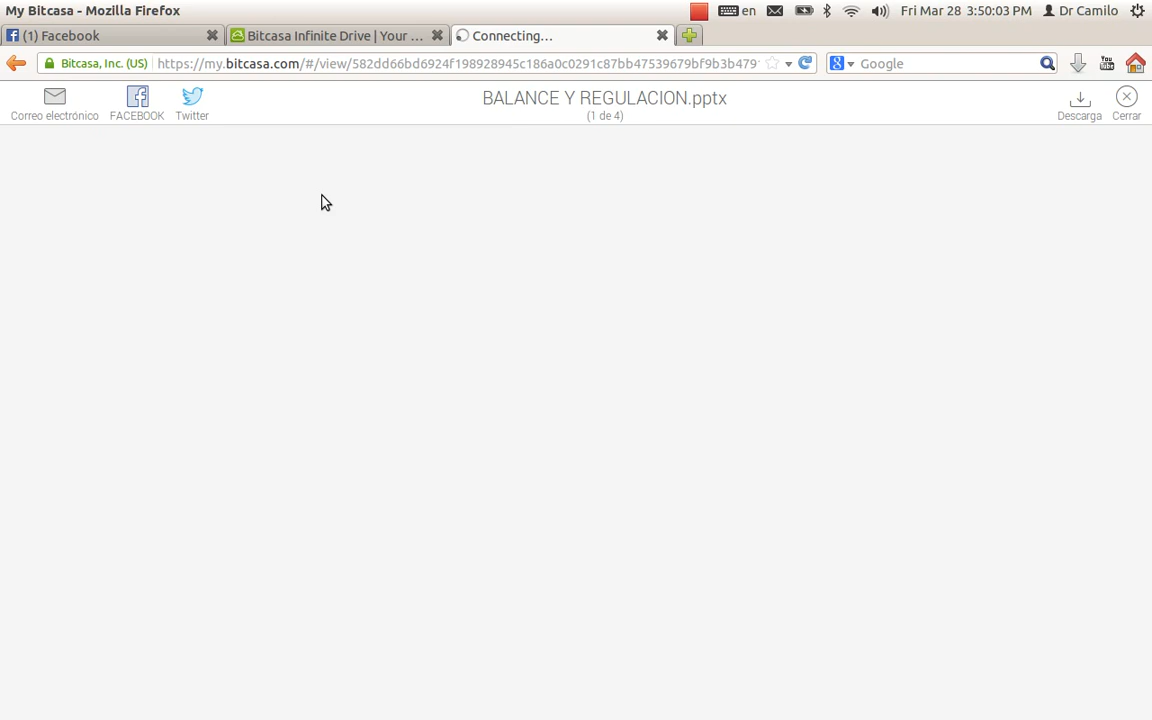 My Bitcasa - Mozilla Firefox
en
Fri Mar 28 3:50:03 PM
Dr Camilo
(1) Facebook
Bitcasa Infinite Drive | Your ...
Connecting...
Bitcasa, Inc. (US)
https://my.bitcasa.com/#/view/582dd66bd6924f198928945c186a0c0291c87bb47539679bf9b3b479
Google
You
Correo electrónico
FACEBOOK
Twitter
BALANCE Y REGULACION.pptx
(1 de 4)
Descarga
Cerrar